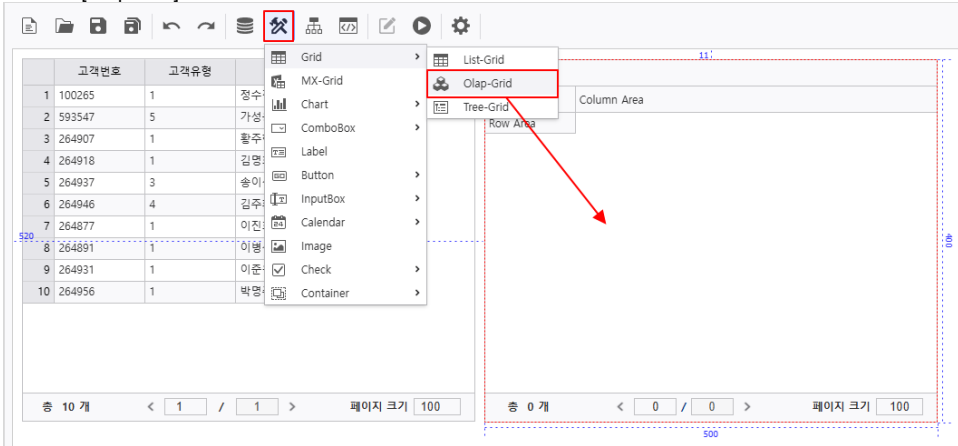 11
고객번호 고객유형
1 100265 1 정수
2 593547 5 가성
3 264907 1 황주
4 264918 1 김명
5 264937 3 송이
6 264946 4 김주
7 264877 1 이진
8 264891 1 이병
9 264931 1 이준
10 264956 1 박명
520
총 10 개 < 1 / 1 > 페이지 크기 100
Grid >
MX-Grid
Chart >
ComboBox >
Label
Button >
InputBox >
Calendar >
Image
Check >
Container >
List-Grid
Olap-Grid
Tree-Grid
Column Area
Row Area
400
총 0 개 < 0 / 0 > 페이지 크기 100
500